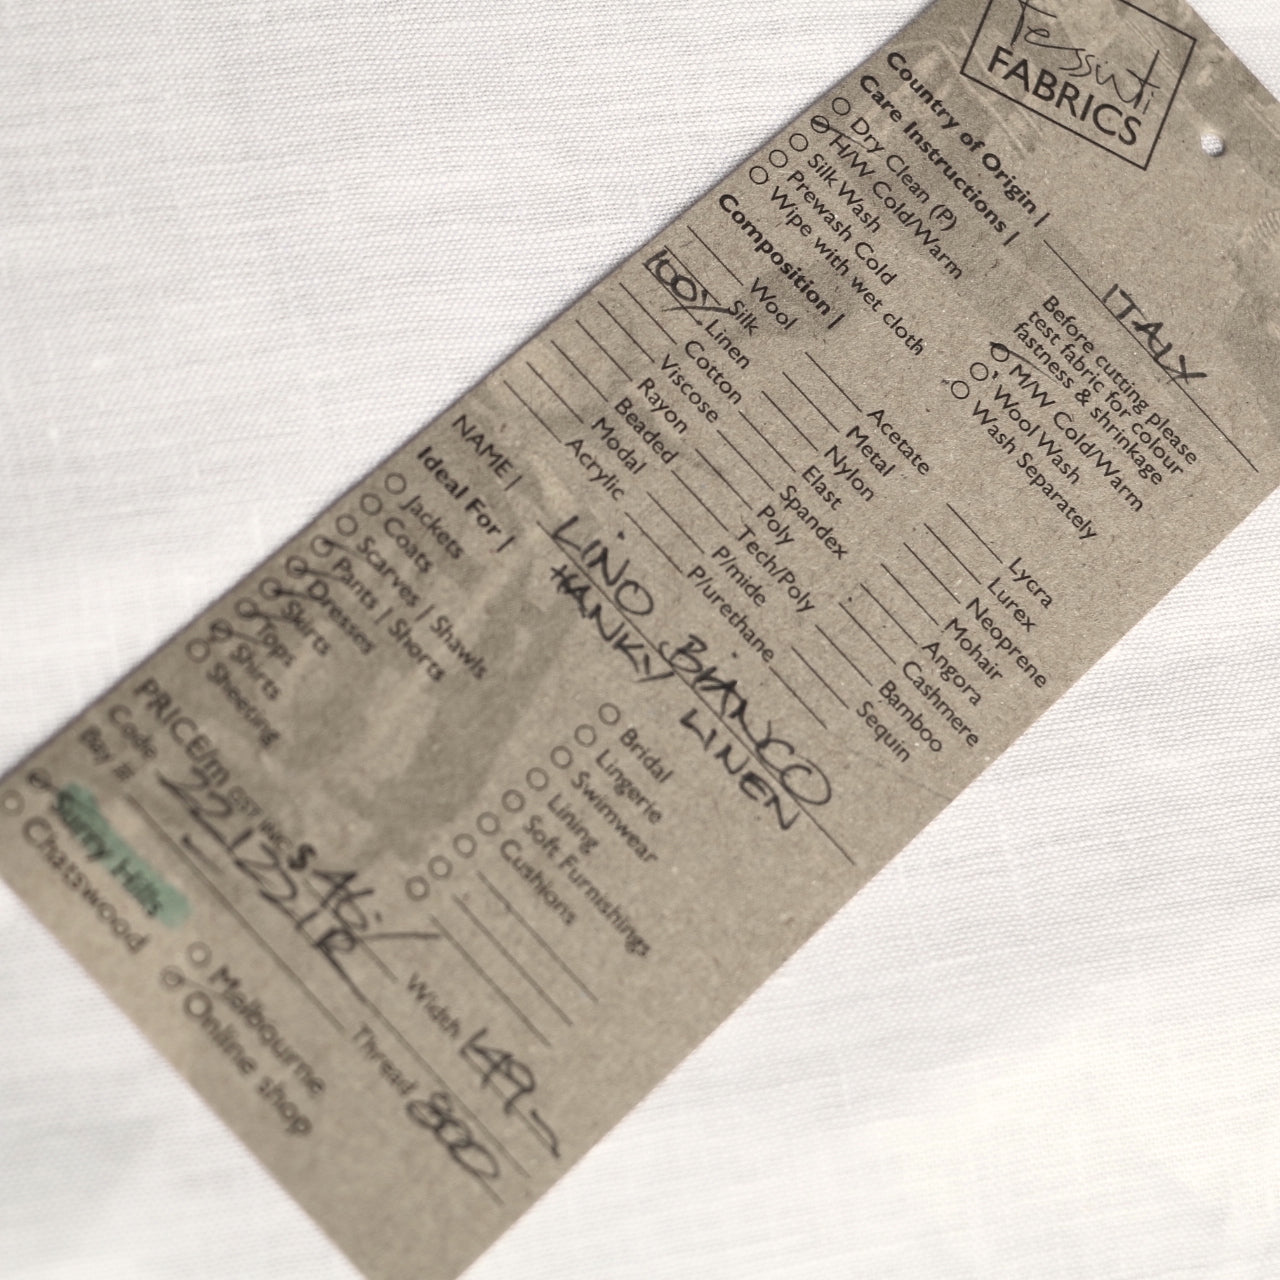 Tessuti
FABRICS
Country of Origin | ITALY
Care Instructions |
Dry Clean (P)
H/W Cold/Warm
Silk Wash
Prewash Cold
Wipe with wet cloth
Before cutting please
test fabric for colour
fastness & shrinkage
M/W Cold/Warm
Wool Wash
Wash Separately
Composition |
Wool
Silk
100% Linen
Cotton
Viscose
Rayon
Beaded
Modal
Acrylic
Acetate
Metal
Nylon
Elast
Spandex
Poly
Tech/Poly
P/mide
P/urethane
Lycra
Lurex
Neoprene
Mohair
Angora
Cashmere
Bamboo
Sequin
NAME | LINO BIANCO
HANKY LINEN
Ideal For |
Jackets
Coats
Scarves | Shawls
Pants | Shorts
Dresses
Skirts
Tops
Shirts
Sheeting
Bridal
Lingerie
Swimwear
Lining
Soft Furnishings
Cushions
PRICE/m GST INC $ 46.- Width 149-
Code Thread 800
Bay #
Surry Hills
Chatswood
Melbourne
Online shop